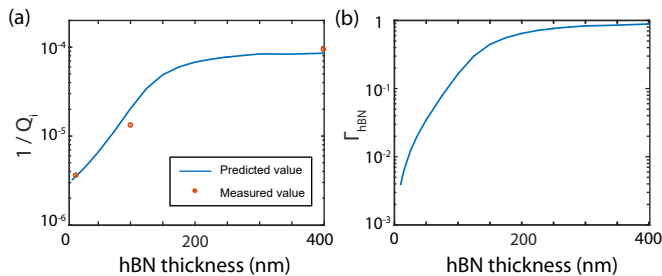 (a)
10⁻⁴
10⁻⁵
10⁻⁶
1 / Qᵢ
Predicted value
Measured value
0
200
400
hBN thickness (nm)
(b)
1
10⁻¹
10⁻²
10⁻³
Γ_hBN
0
200
400
hBN thickness (nm)